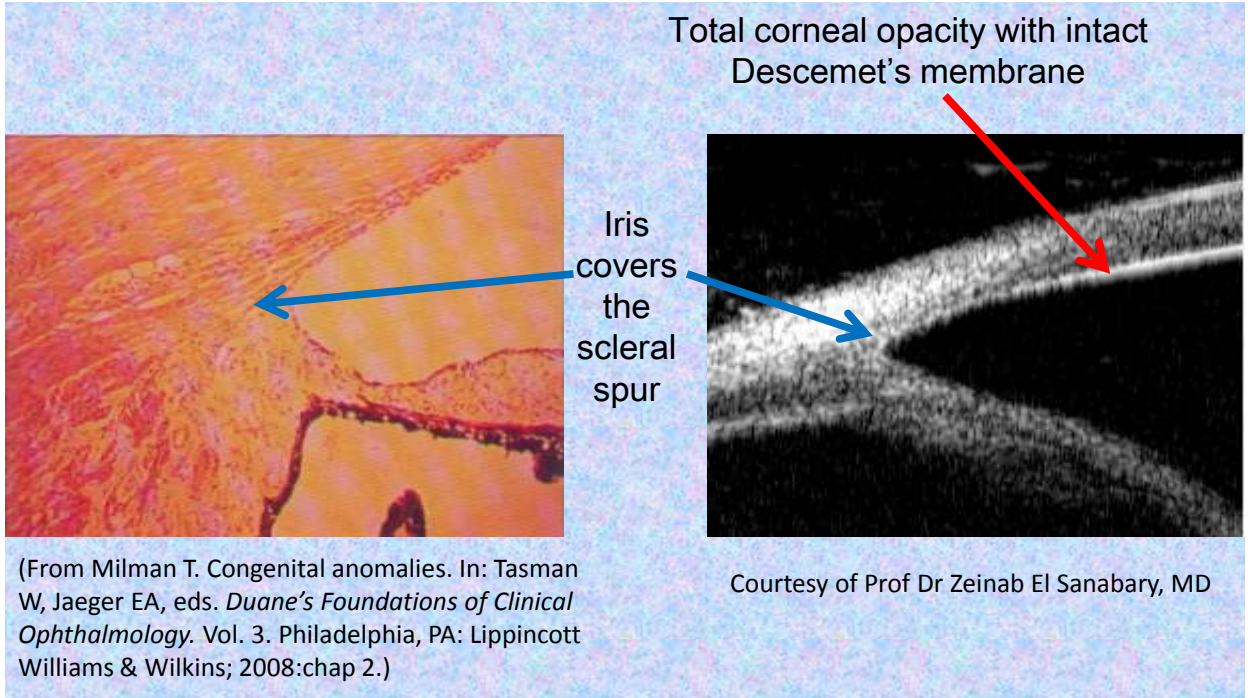 Total corneal opacity with intact
Descemet's membrane
Iris
covers
the
scleral
spur
(From Milman T. Congenital anomalies. In: Tasman
W, Jaeger EA, eds. Duane's Foundations of Clinical
Ophthalmology. Vol. 3. Philadelphia, PA: Lippincott
Williams & Wilkins; 2008:chap 2.)
Courtesy of Prof Dr Zeinab El Sanabary, MD